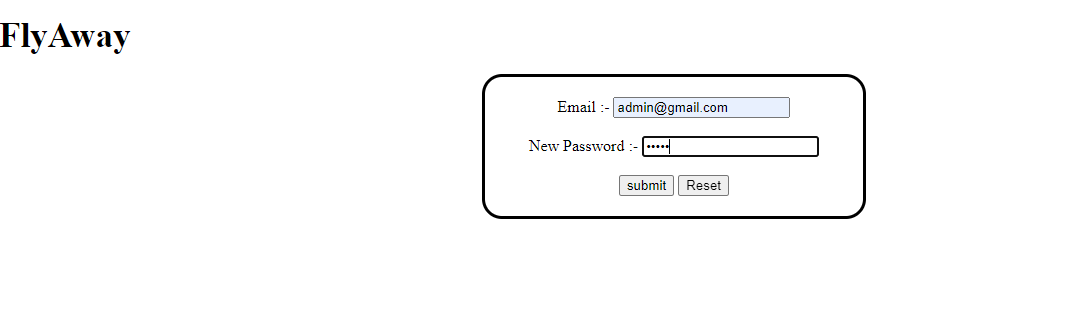 FlyAway
Email :- admin@gmail.com
New Password :- •••••
submit Reset